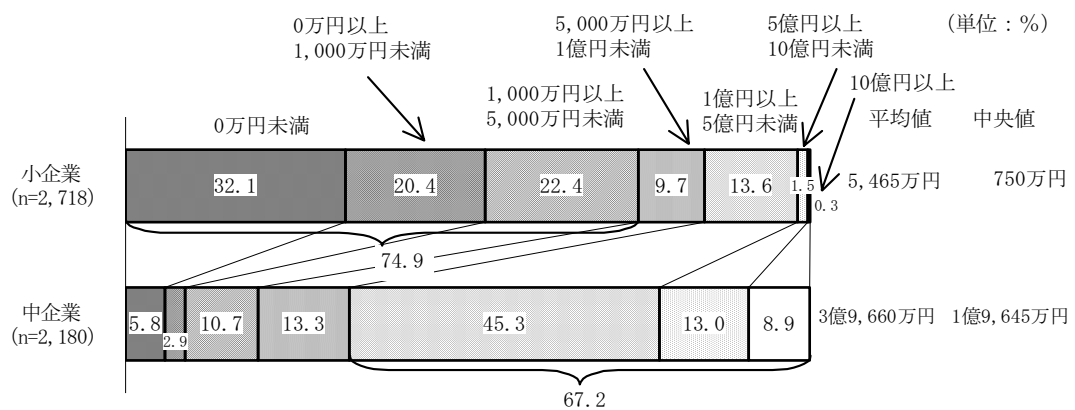 (単位：%)
0万円以上
1,000万円未満
5,000万円以上
1億円未満
5億円以上
10億円未満
10億円以上
0万円未満
1,000万円以上
5,000万円未満
1億円以上
5億円未満
平均値 中央値
小企業
(n=2,718)
32.1 20.4 22.4 9.7 13.6 1.5 0.3 5,465万円 750万円
74.9
中企業
(n=2,180)
5.8 2.9 10.7 13.3 45.3 13.0 8.9 3億9,660万円 1億9,645万円
67.2